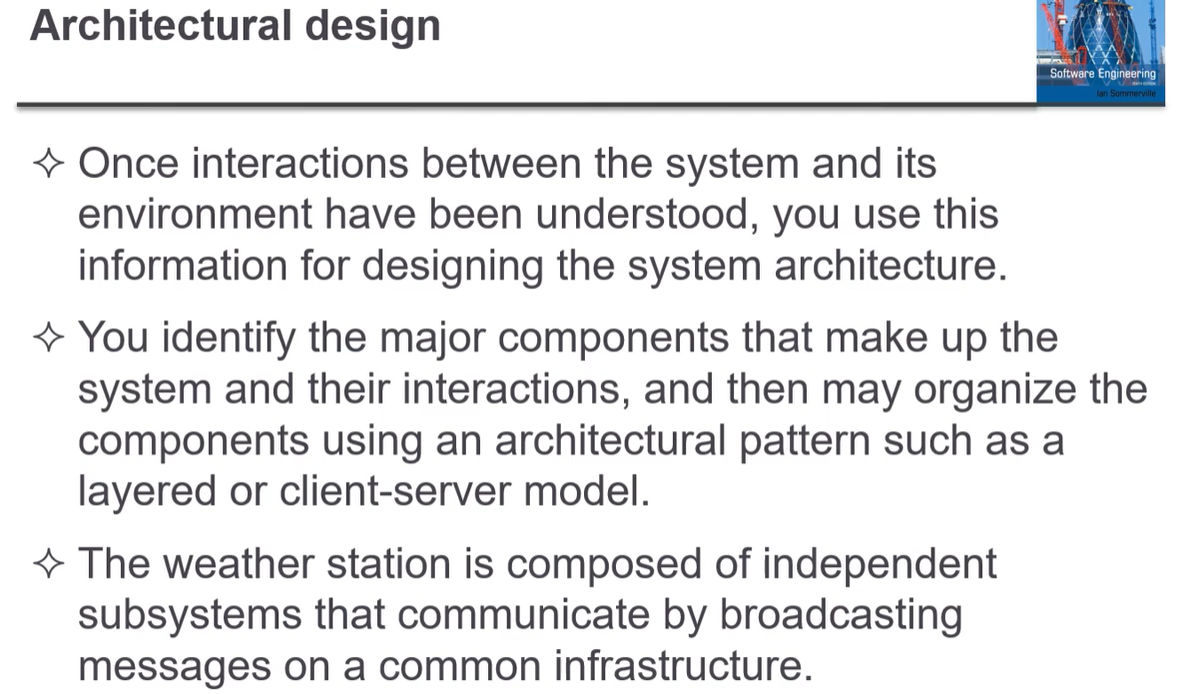 Architectural design
Software Engineering
Ian Sommerville
✧ Once interactions between the system and its
environment have been understood, you use this
information for designing the system architecture.
✧ You identify the major components that make up the
system and their interactions, and then may organize the
components using an architectural pattern such as a
layered or client-server model.
✧ The weather station is composed of independent
subsystems that communicate by broadcasting
messages on a common infrastructure.